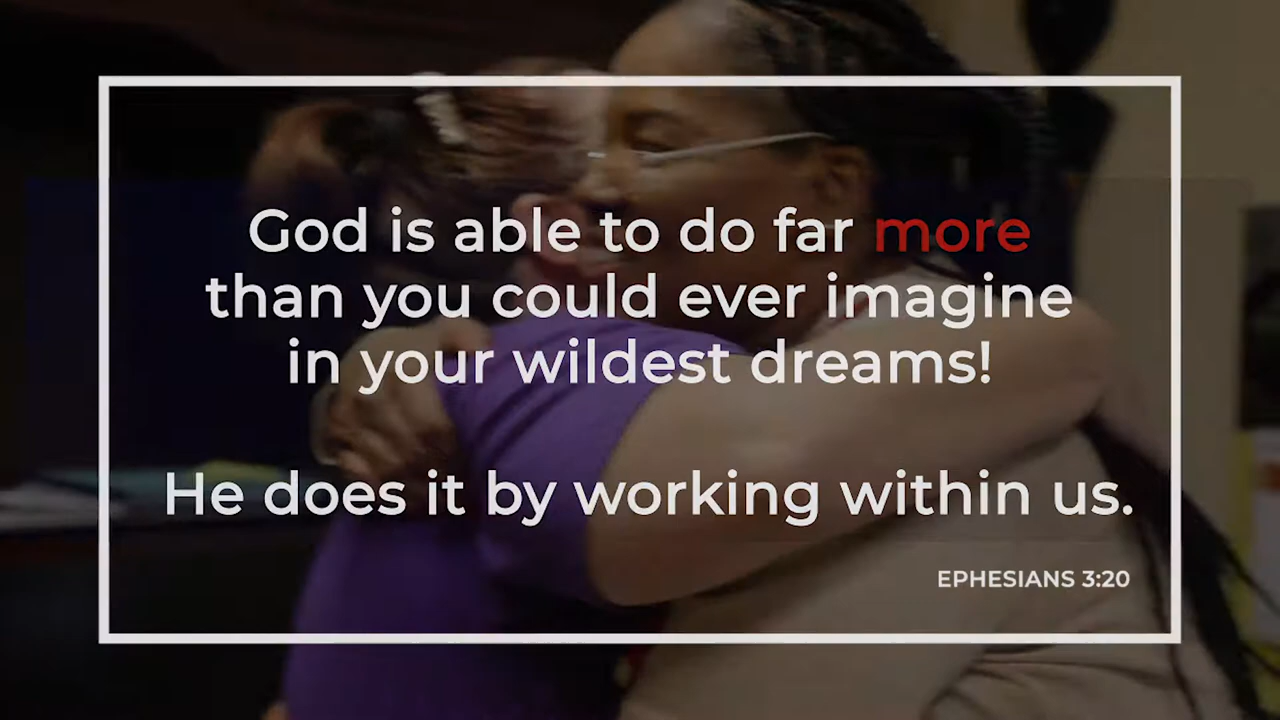 God is able to do far more
than you could ever imagine
in your wildest dreams!
He does it by working within us.
EPHESIANS 3:20